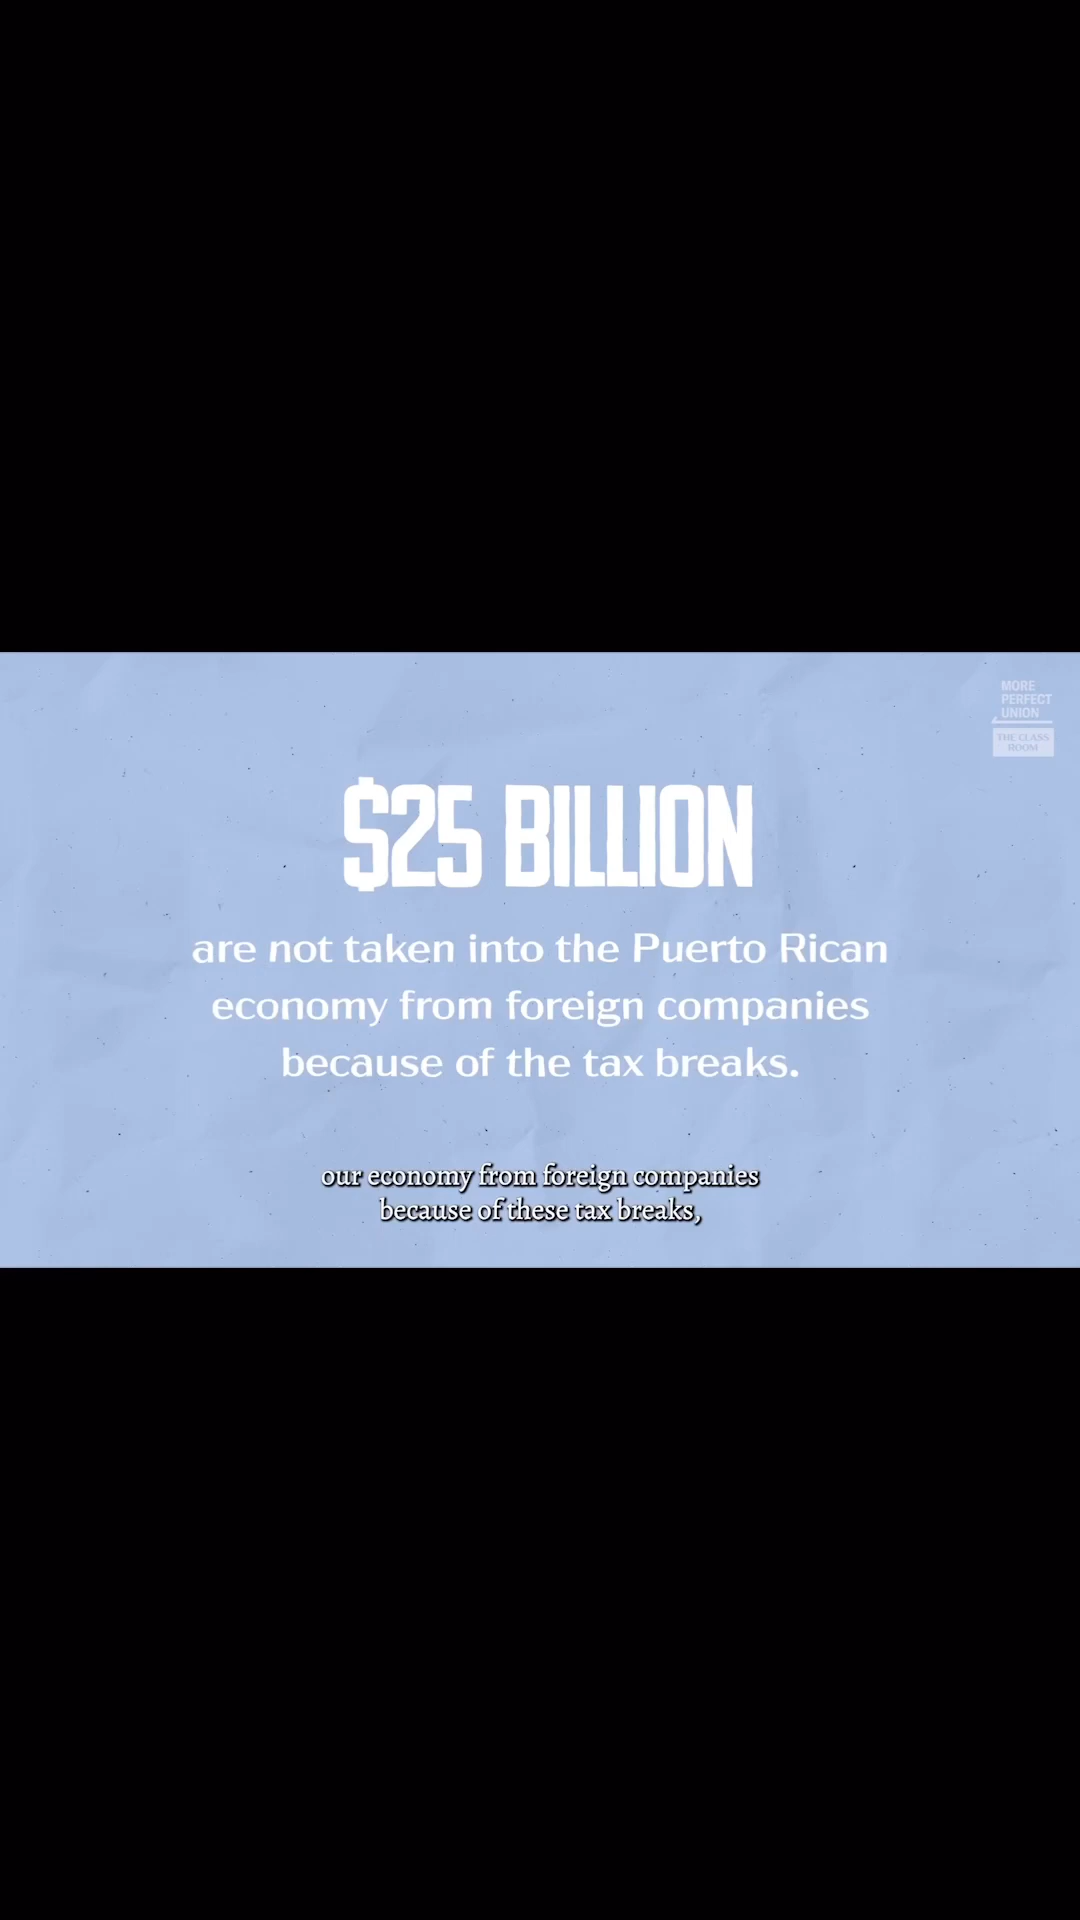 MORE
PERFECT
UNION
THE CLASS
ROOM
$25 BILLION
are not taken into the Puerto Rican
economy from foreign companies
because of the tax breaks.
our economy from foreign companies
because of these tax breaks,